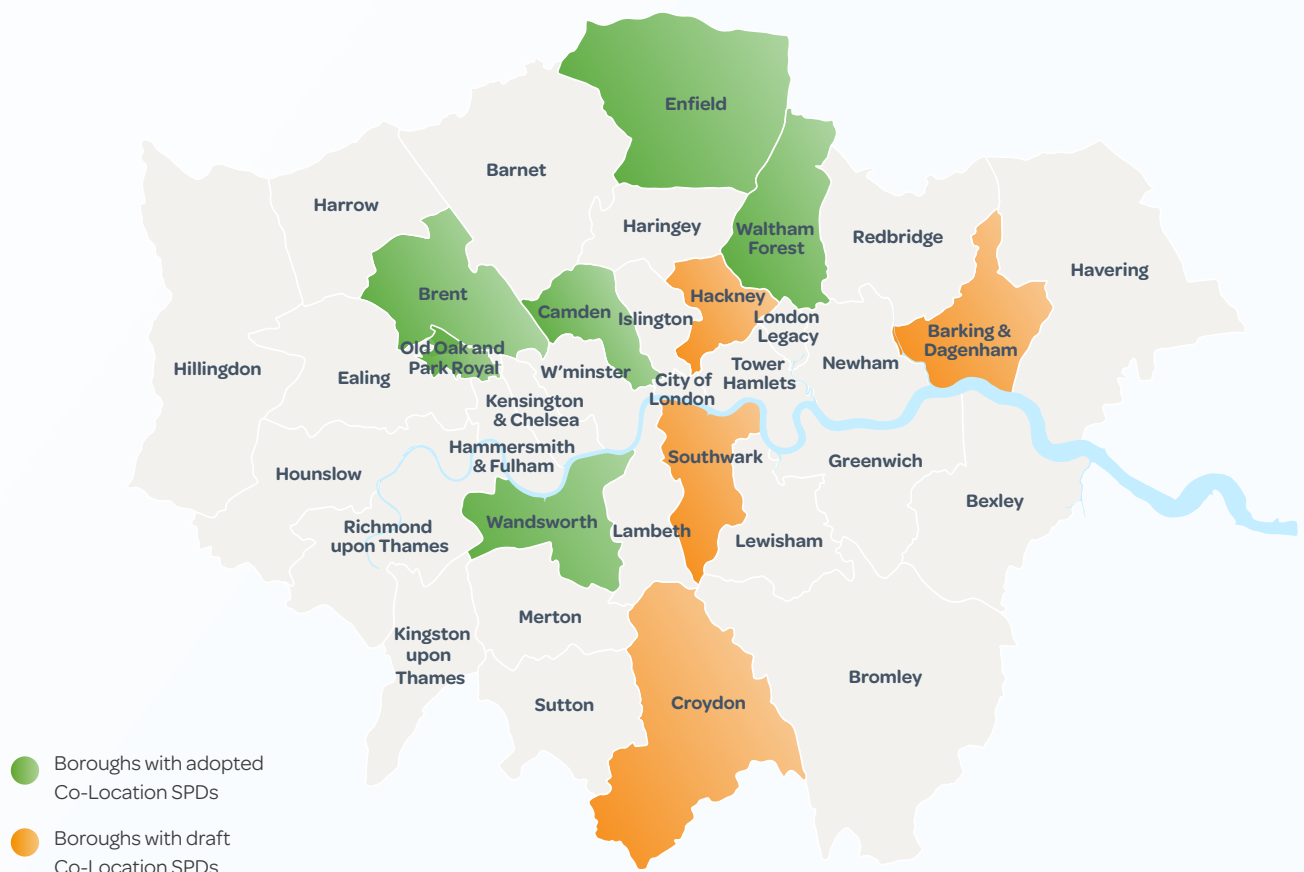 Enfield
Barnet
Harrow
Haringey
Waltham
Forest
Redbridge
Havering
Brent
Camden
Islington
Hackney
London
Legacy
Barking &
Dagenham
Old Oak and
Park Royal
Hillingdon
Ealing
W'minster
City of
London
Tower
Hamlets
Newham
Kensington
& Chelsea
Hammersmith
& Fulham
Southwark
Greenwich
Hounslow
Bexley
Richmond
upon Thames
Wandsworth
Lambeth
Lewisham
Merton
Kingston
upon
Thames
Sutton
Croydon
Bromley
Boroughs with adopted
Co-Location SPDs
Boroughs with draft
Co-Location SPDs